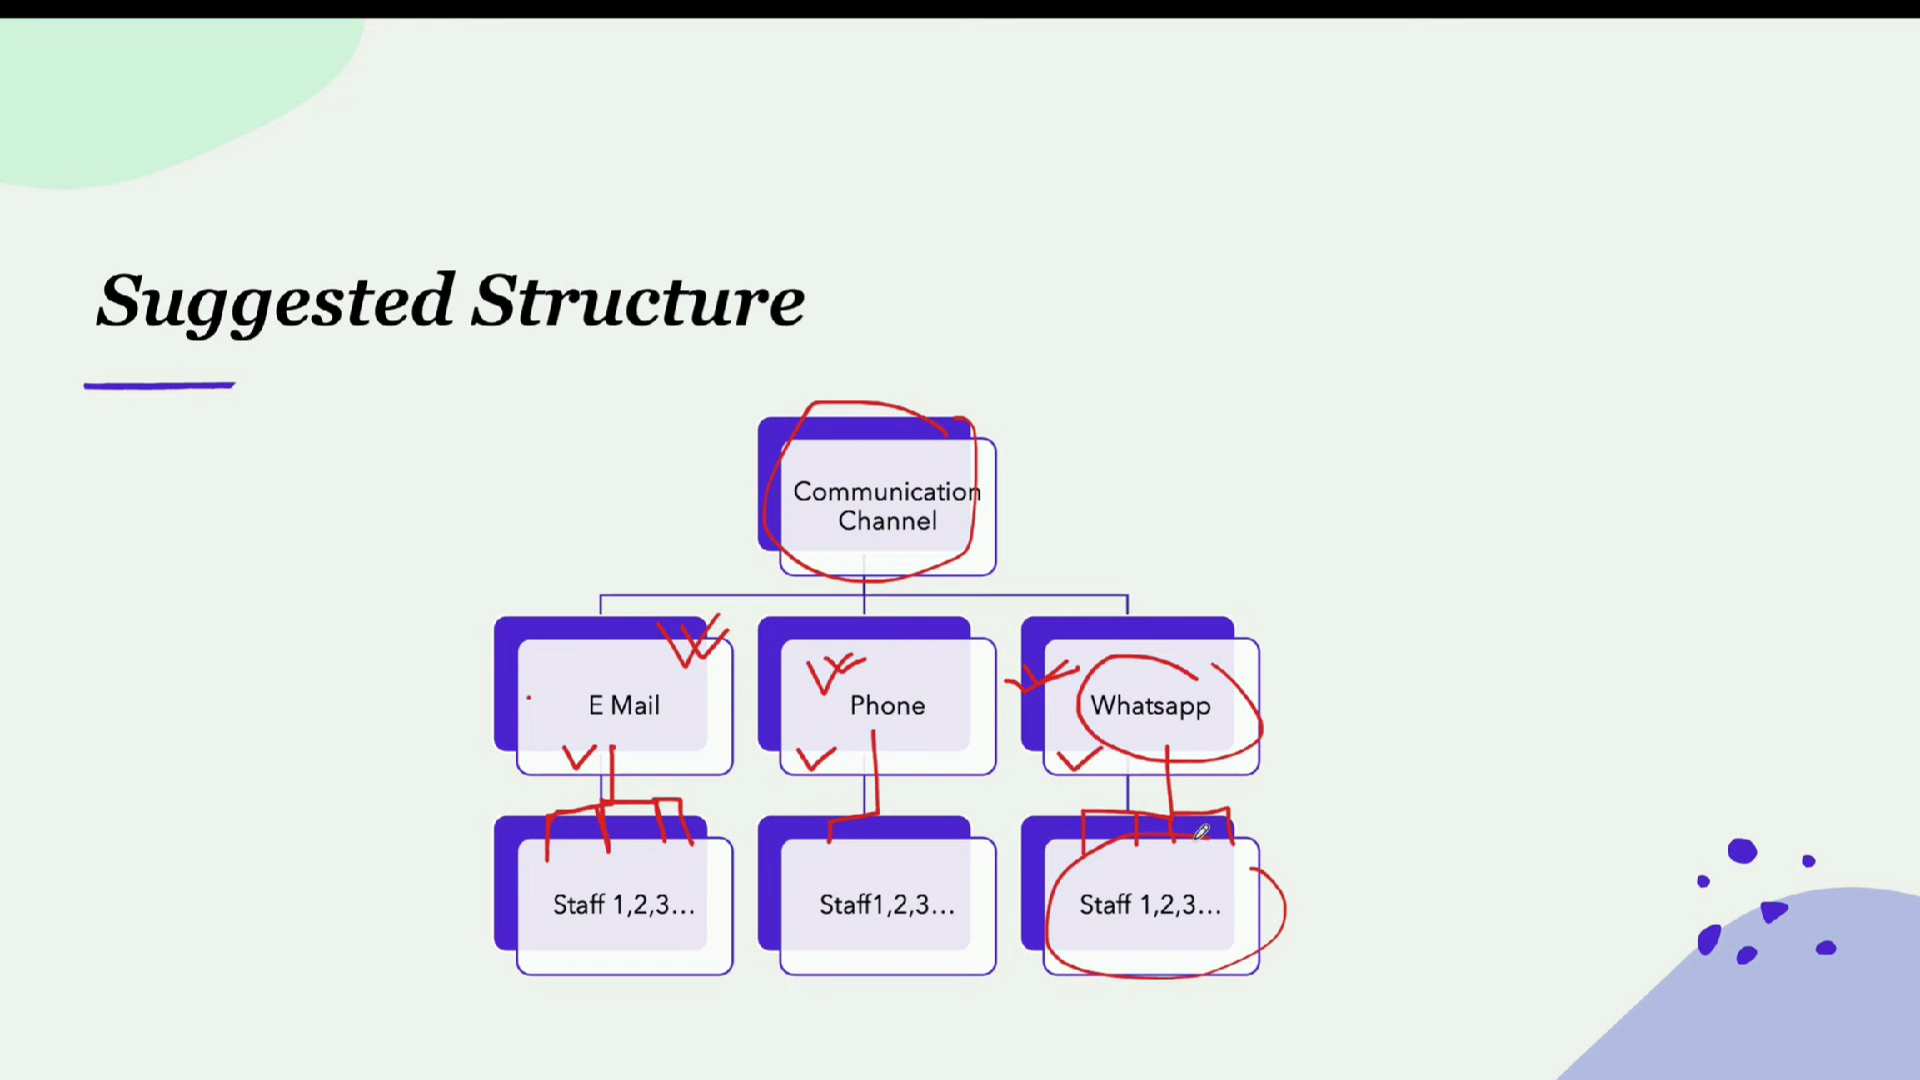 Suggested Structure
Communication
Channel
E Mail
Phone
Whatsapp
Staff 1,2,3...
Staff1,2,3...
Staff 1,2,3...